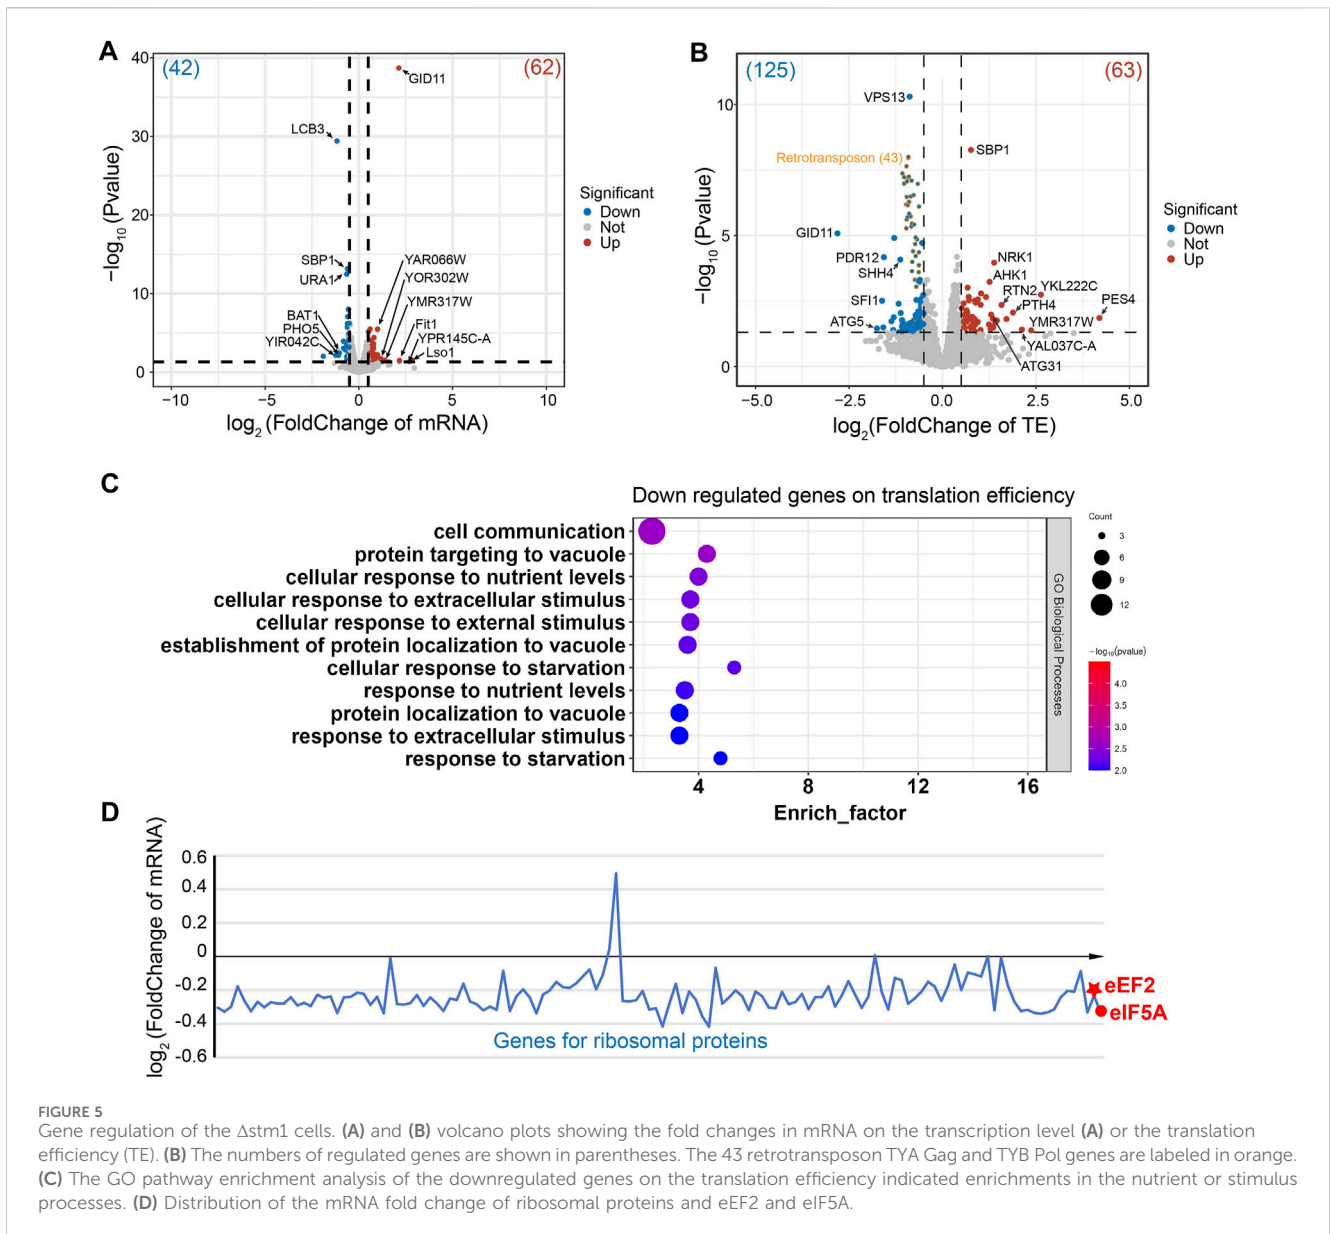 A
(42)
(62)
GID11
LCB3
SBP1
URA1
BAT1
PHO5
YIR042C
YAR066W
YOR302W
YMR317W
Fit1
YPR145C-A
Lso1
40
30
20
10
0
−10
−5
0
5
10
−log10 (Pvalue)
log2 (FoldChange of mRNA)
Significant
Down
Not
Up
B
(125)
(63)
VPS13
SBP1
Retrotransposon (43)
GID11
PDR12
SHH4
SFI1
ATG5
NRK1
AHK1
RTN2
YKL222C
PTH4
PES4
YMR317W
YAL037C-A
ATG31
10
5
0
−5.0
−2.5
0.0
2.5
5.0
−log10 (Pvalue)
log2(FoldChange of TE)
Significant
Down
Not
Up
C
Down regulated genes on translation efficiency
cell communication
protein targeting to vacuole
cellular response to nutrient levels
cellular response to extracellular stimulus
cellular response to external stimulus
establishment of protein localization to vacuole
cellular response to starvation
response to nutrient levels
protein localization to vacuole
response to extracellular stimulus
response to starvation
4
8
12
16
Enrich_factor
GO Biological Processes
Count
3
6
9
12
−log10(pvalue)
4.0
3.5
3.0
2.5
2.0
D
log2 (FoldChange of mRNA)
0.6
0.4
0.2
0
-0.2
-0.4
-0.6
Genes for ribosomal proteins
eEF2
eIF5A
FIGURE 5
Gene regulation of the Δstm1 cells. (A) and (B) volcano plots showing the fold changes in mRNA on the transcription level (A) or the translation
efficiency (TE). (B) The numbers of regulated genes are shown in parentheses. The 43 retrotransposon TYA Gag and TYB Pol genes are labeled in orange.
(C) The GO pathway enrichment analysis of the downregulated genes on the translation efficiency indicated enrichments in the nutrient or stimulus
processes. (D) Distribution of the mRNA fold change of ribosomal proteins and eEF2 and eIF5A.